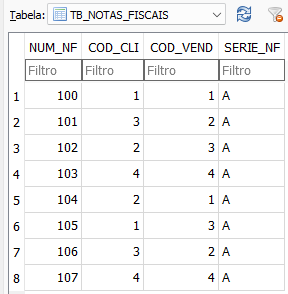 Tabela: TB_NOTAS_FISCAIS
NUM_NF COD_CLI COD_VEND SERIE_NF
Filtro Filtro Filtro Filtro
1 100 1 1 A
2 101 3 2 A
3 102 2 3 A
4 103 4 4 A
5 104 2 1 A
6 105 1 3 A
7 106 3 2 A
8 107 4 4 A